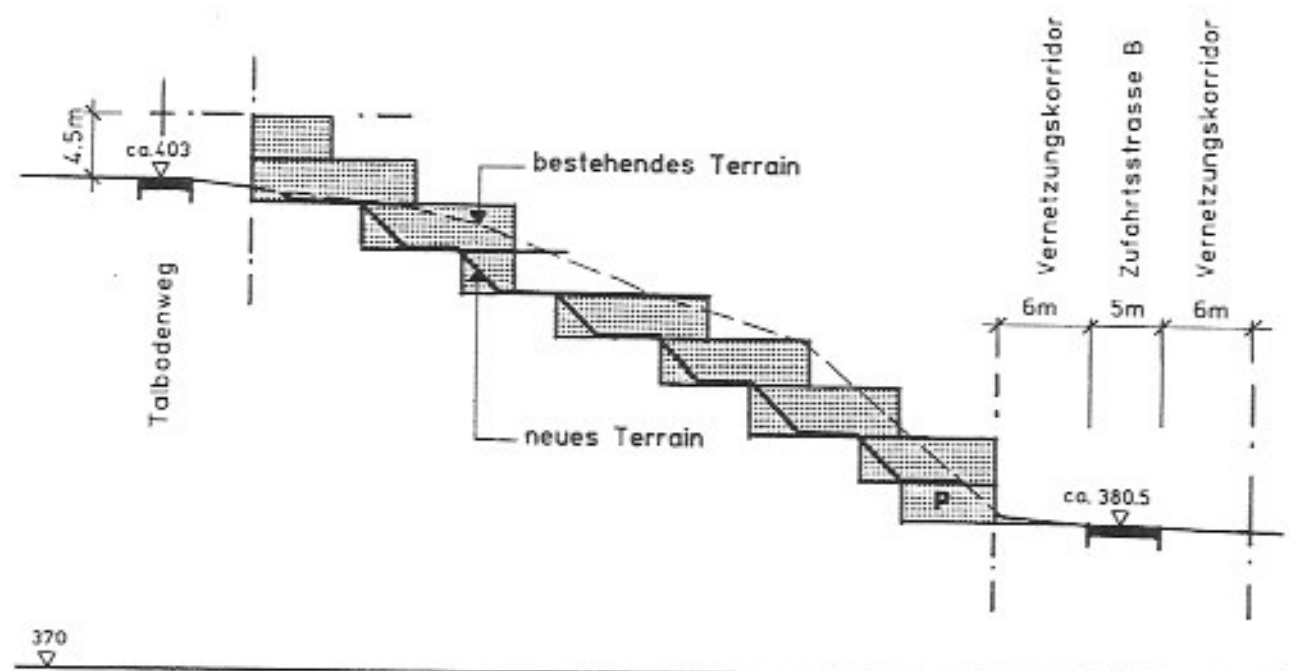 Vernetzungskorridor
Zufahrtsstrasse B
Vernetzungskorridor
4.5m
ca.403
bestehendes Terrain
6m
5m
6m
Talbodenweg
neues Terrain
P
ca. 380.5
370